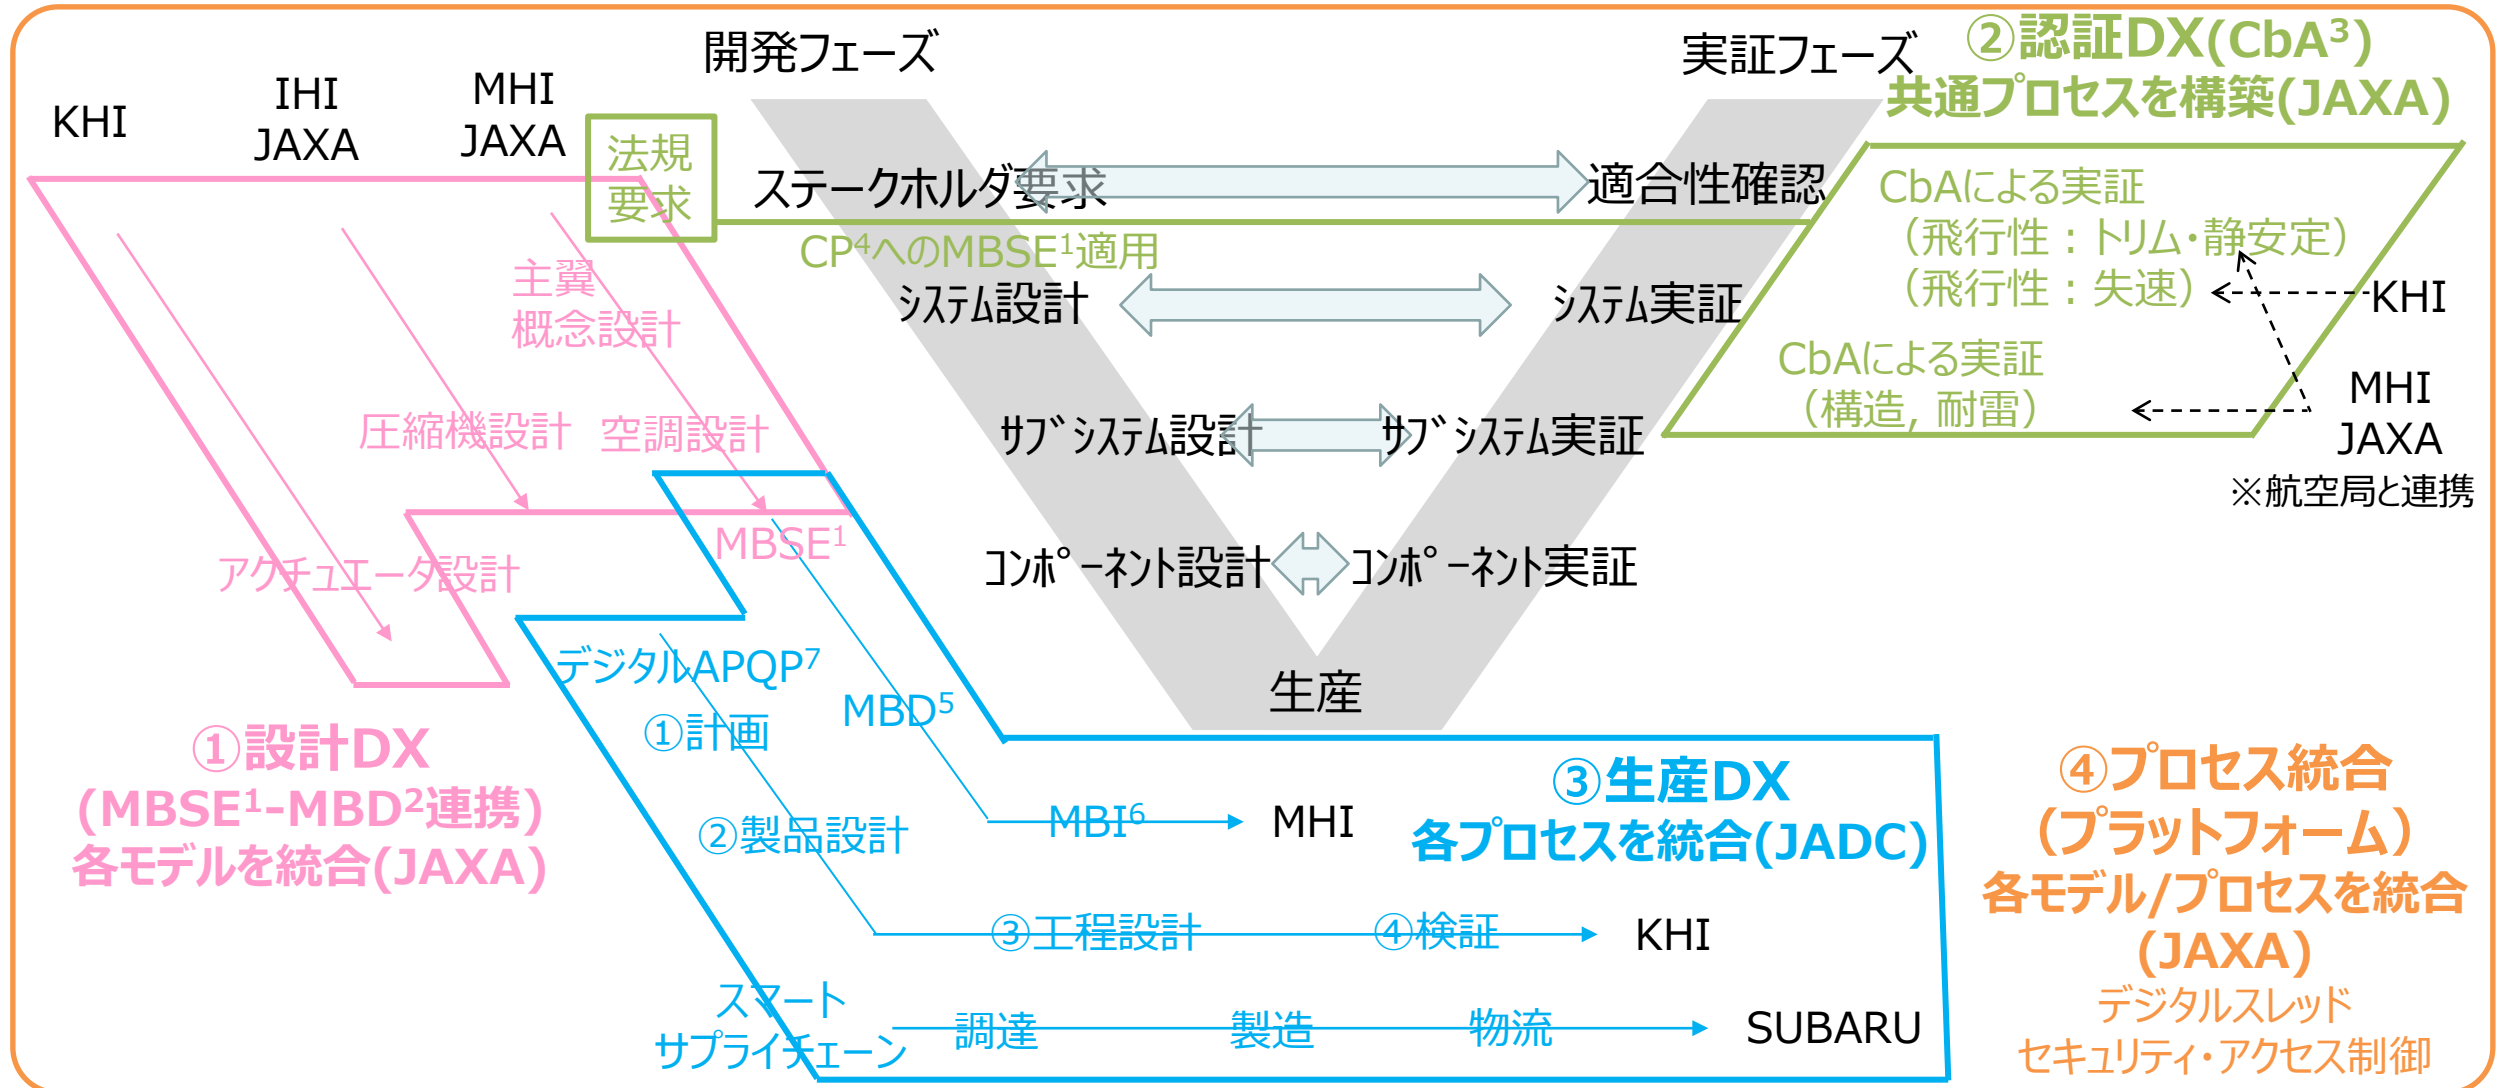 開発フェーズ
実証フェーズ
②認証DX(CbA³)
共通プロセスを構築(JAXA)
KHI
IHI
JAXA
MHI
JAXA
法規
要求
ステークホルダ要求
適合性確認
CP⁴へのMBSE¹適用
CbAによる実証
（飛行性：トリム・静安定）
（飛行性：失速）
KHI
主翼
概念設計
ｼｽﾃﾑ設計
ｼｽﾃﾑ実証
CbAによる実証
（構造, 耐雷）
MHI
JAXA
※航空局と連携
圧縮機設計
空調設計
ｻﾌﾞｼｽﾃﾑ設計
ｻﾌﾞｼｽﾃﾑ実証
MBSE¹
アクチュエータ設計
ｺﾝﾎﾟｰﾈﾝﾄ設計
ｺﾝﾎﾟｰﾈﾝﾄ実証
生産
①設計DX
(MBSE¹-MBD²連携)
各モデルを統合(JAXA)
デジタルAPQP⁷
①計画
MBD⁵
②製品設計
MBI⁶
MHI
③生産DX
各プロセスを統合(JADC)
③工程設計
④検証
KHI
スマート
サプライチェーン
調達
製造
物流
SUBARU
④プロセス統合
（プラットフォーム）
各モデル/プロセスを統合
(JAXA)
デジタルスレッド
セキュリティ・アクセス制御